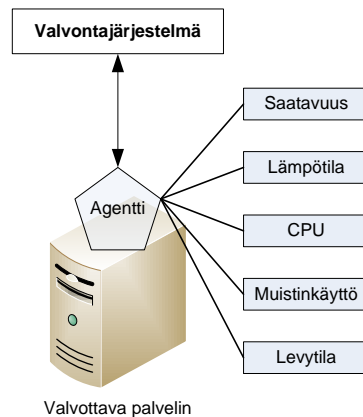 Valvontajärjestelmä
Saatavuus
Lämpötila
Agentti
CPU
Muistinkäyttö
Levytila
Valvottava palvelin